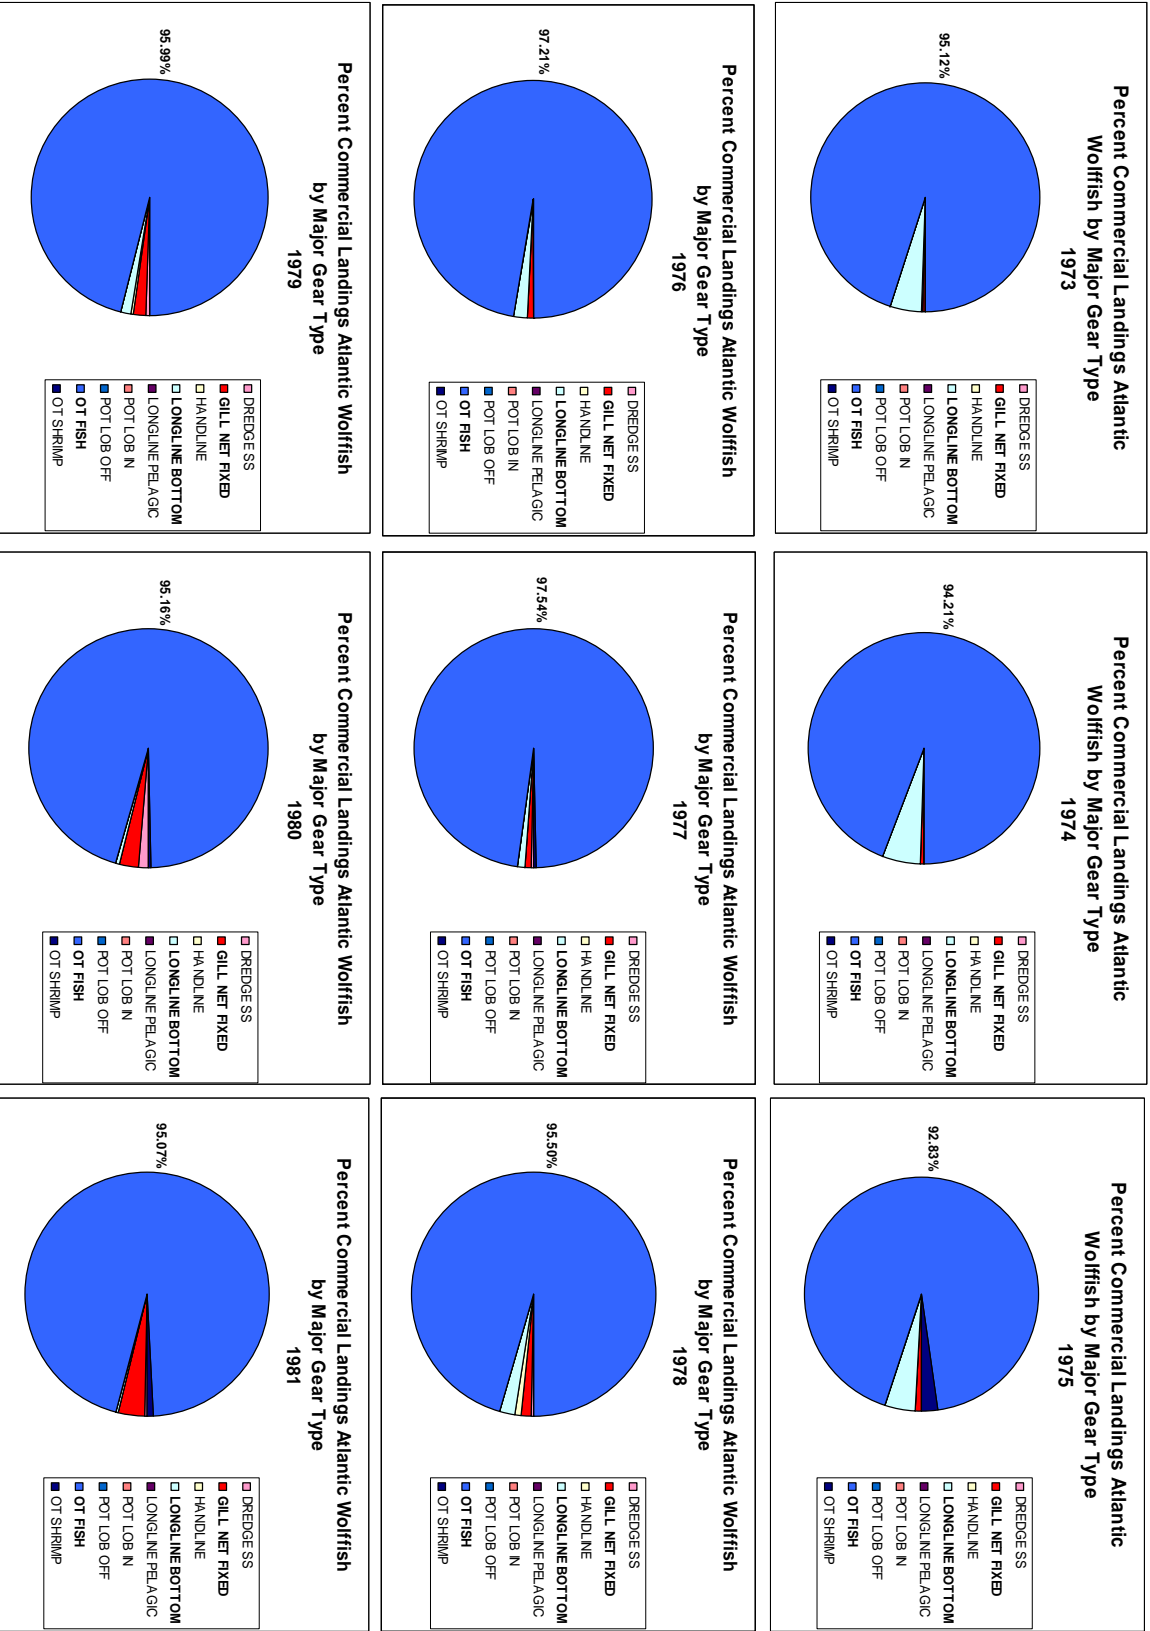 Percent Commercial Landings Atlantic
Wolffish by Major Gear Type
1973
95.12%
DREDGE SS
GILL NET FIXED
HANDLINE
LONGLINE BOTTOM
LONGLINE PELAGIC
POT LOB IN
POT LOB OFF
OT FISH
OT SHRIMP
Percent Commercial Landings Atlantic
Wolffish by Major Gear Type
1974
94.21%
DREDGE SS
GILL NET FIXED
HANDLINE
LONGLINE BOTTOM
LONGLINE PELAGIC
POT LOB IN
POT LOB OFF
OT FISH
OT SHRIMP
Percent Commercial Landings Atlantic
Wolffish by Major Gear Type
1975
92.83%
DREDGE SS
GILL NET FIXED
HANDLINE
LONGLINE BOTTOM
LONGLINE PELAGIC
POT LOB IN
POT LOB OFF
OT FISH
OT SHRIMP
Percent Commercial Landings Atlantic Wolffish
by Major Gear Type
1976
97.21%
DREDGE SS
GILL NET FIXED
HANDLINE
LONGLINE BOTTOM
LONGLINE PELAGIC
POT LOB IN
POT LOB OFF
OT FISH
OT SHRIMP
Percent Commercial Landings Atlantic Wolffish
by Major Gear Type
1977
97.54%
DREDGE SS
GILL NET FIXED
HANDLINE
LONGLINE BOTTOM
LONGLINE PELAGIC
POT LOB IN
POT LOB OFF
OT FISH
OT SHRIMP
Percent Commercial Landings Atlantic Wolffish
by Major Gear Type
1978
95.50%
DREDGE SS
GILL NET FIXED
HANDLINE
LONGLINE BOTTOM
LONGLINE PELAGIC
POT LOB IN
POT LOB OFF
OT FISH
OT SHRIMP
Percent Commercial Landings Atlantic Wolffish
by Major Gear Type
1979
95.99%
DREDGE SS
GILL NET FIXED
HANDLINE
LONGLINE BOTTOM
LONGLINE PELAGIC
POT LOB IN
POT LOB OFF
OT FISH
OT SHRIMP
Percent Commercial Landings Atlantic Wolffish
by Major Gear Type
1980
95.16%
DREDGE SS
GILL NET FIXED
HANDLINE
LONGLINE BOTTOM
LONGLINE PELAGIC
POT LOB IN
POT LOB OFF
OT FISH
OT SHRIMP
Percent Commercial Landings Atlantic Wolffish
by Major Gear Type
1981
95.07%
DREDGE SS
GILL NET FIXED
HANDLINE
LONGLINE BOTTOM
LONGLINE PELAGIC
POT LOB IN
POT LOB OFF
OT FISH
OT SHRIMP